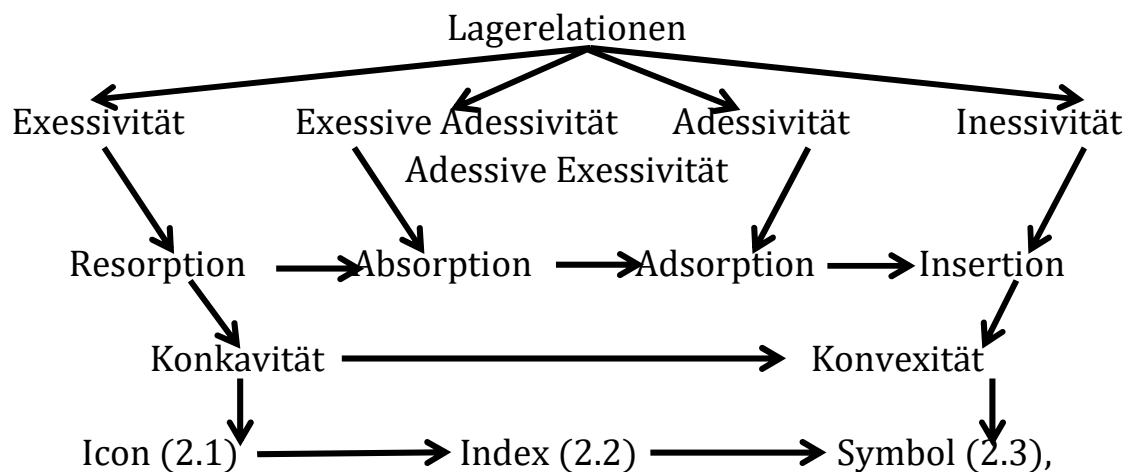 Lagerelationen
Exessivität Exessive Adessivität Adessivität Inessivität
Adessive Exessivität
Resorption Absorption Adsorption Insertion
Konkavität Konvexität
Icon (2.1) Index (2.2) Symbol (2.3),